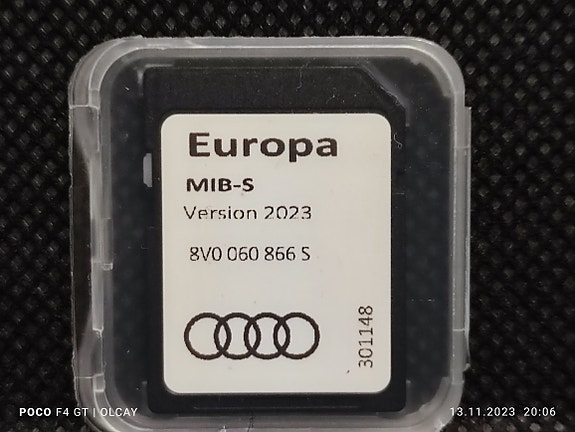 Europa
MIB-S
Version 2023
8V0 060 866 S
301148
POCO F4 GT | OLCAY
13.11.2023 20:06